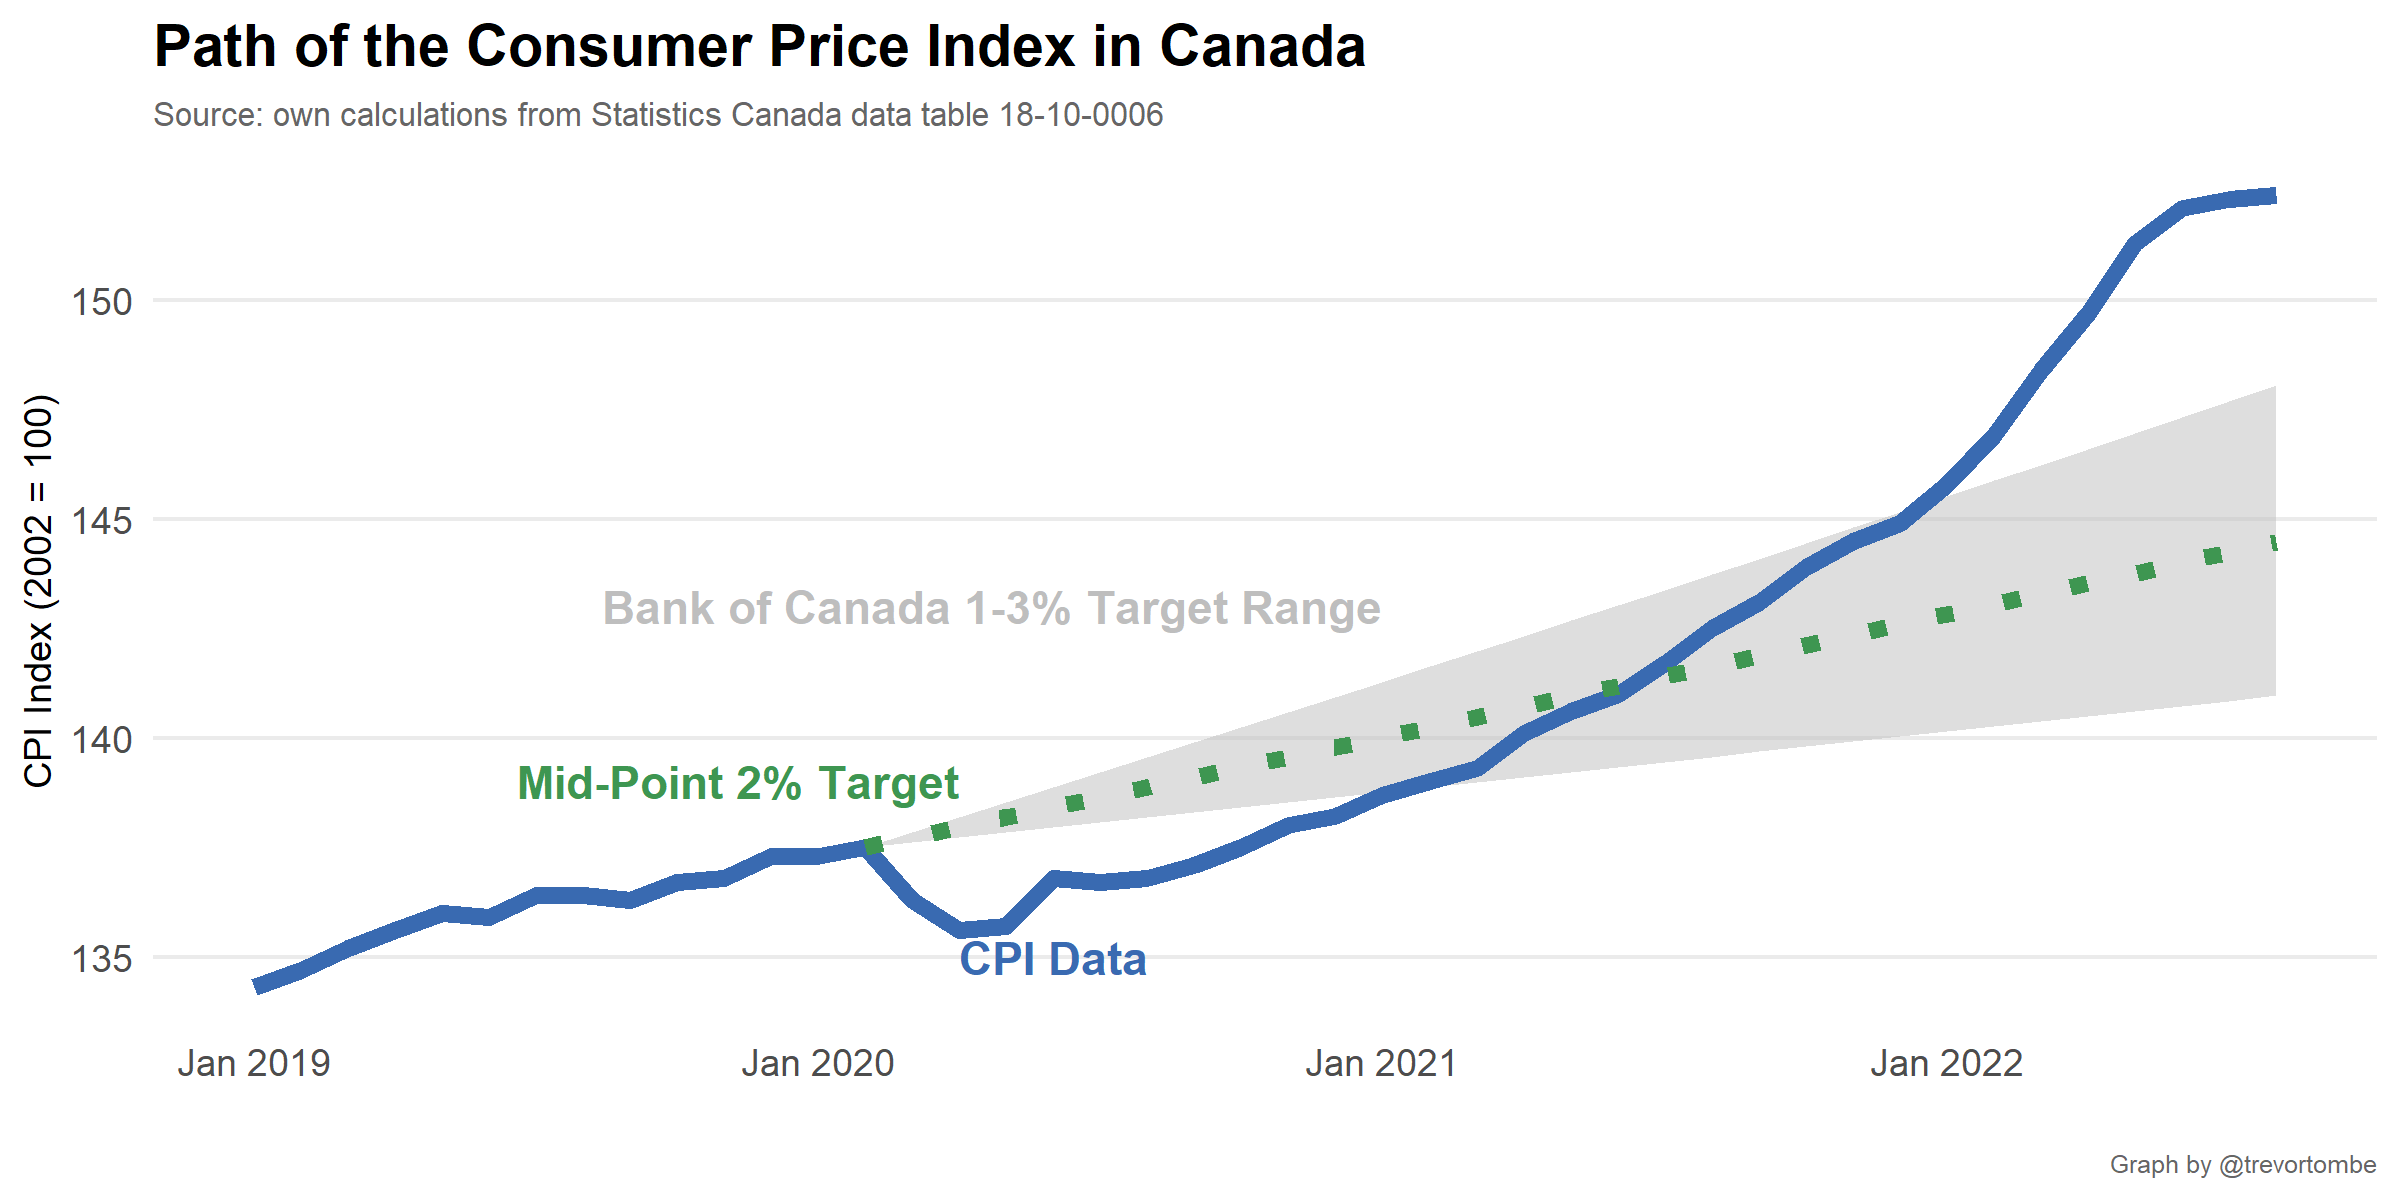 Path of the Consumer Price Index in Canada
Source: own calculations from Statistics Canada data table 18-10-0006
CPI Index (2002 = 100)
150
145
140
135
Bank of Canada 1-3% Target Range
Mid-Point 2% Target
CPI Data
Jan 2019
Jan 2020
Jan 2021
Jan 2022
Graph by @trevortombe